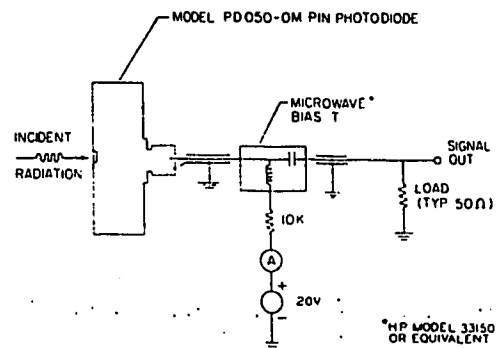 MODEL PD050-OM PIN PHOTODIODE
MICROWAVE*
BIAS T
INCIDENT
RADIATION
SIGNAL
OUT
LOAD
(TYP 50Ω)
10K
A
+
20V
-
*HP MODEL 33150
OR EQUIVALENT